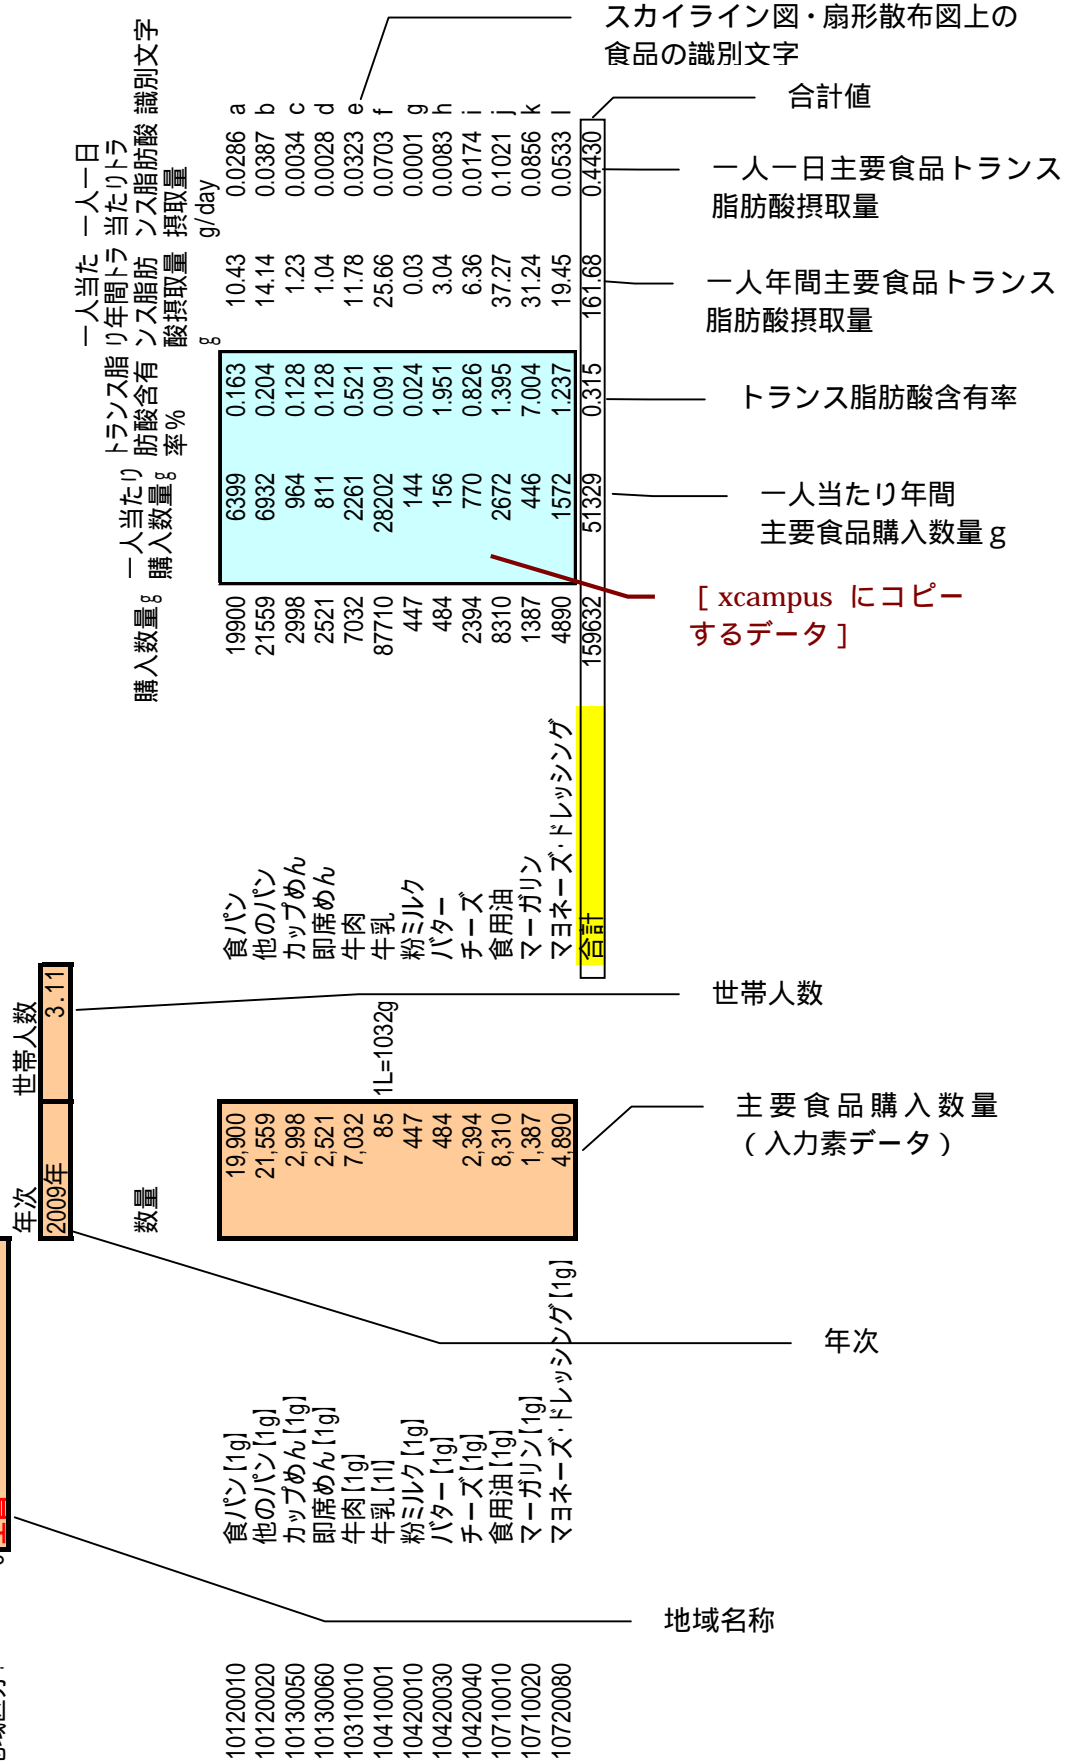 スカイライン図・扇形散布図上の
食品の識別文字
合計値
一人一日主要食品トランス
脂肪酸摂取量
一人年間主要食品トランス
脂肪酸摂取量
トランス脂肪酸含有率
一人当たり年間
主要食品購入数量g
[ xcampus にコピー
するデータ ]
世帯人数
主要食品購入数量
(入力素データ)
年次
地域名称
年次 世帯人数
2009年 3.11
数量
購入数量g
一人当たり
購入数量g
トランス脂
肪酸含有
率%
一人当た
り年間トラ
ンス脂肪
酸摂取量
g
一人一日
当たりトラ
ンス脂肪酸
摂取量
g/day
識別文字
10120010 食パン【1g】 19,900 食パン 19900 6399 0.163 10.43 0.0286 a
10120020 他のパン【1g】 21,559 他のパン 21559 6932 0.204 14.14 0.0387 b
10130050 カップめん【1g】 2,998 カップめん 2998 964 0.128 1.23 0.0034 c
10130060 即席めん【1g】 2,521 即席めん 2521 811 0.128 1.04 0.0028 d
10310010 牛肉【1g】 7,032 牛肉 7032 2261 0.521 11.78 0.0323 e
10410001 牛乳【1l】 85 1L=1032g 牛乳 87710 28202 0.091 25.66 0.0703 f
10420010 粉ミルク【1g】 447 粉ミルク 447 144 0.024 0.03 0.0001 g
10420030 バター【1g】 484 バター 484 156 1.951 3.04 0.0083 h
10420040 チーズ【1g】 2,394 チーズ 2394 770 0.826 6.36 0.0174 i
10710010 食用油【1g】 8,310 食用油 8310 2672 1.395 37.27 0.1021 j
10710020 マーガリン【1g】 1,387 マーガリン 1387 446 7.004 31.24 0.0856 k
10720080 マヨネーズ・ドレッシング【1g】 4,890 マヨネーズ・ドレッシング 4890 1572 1.237 19.45 0.0533 l
合計 159632 51329 0.315 161.68 0.4430